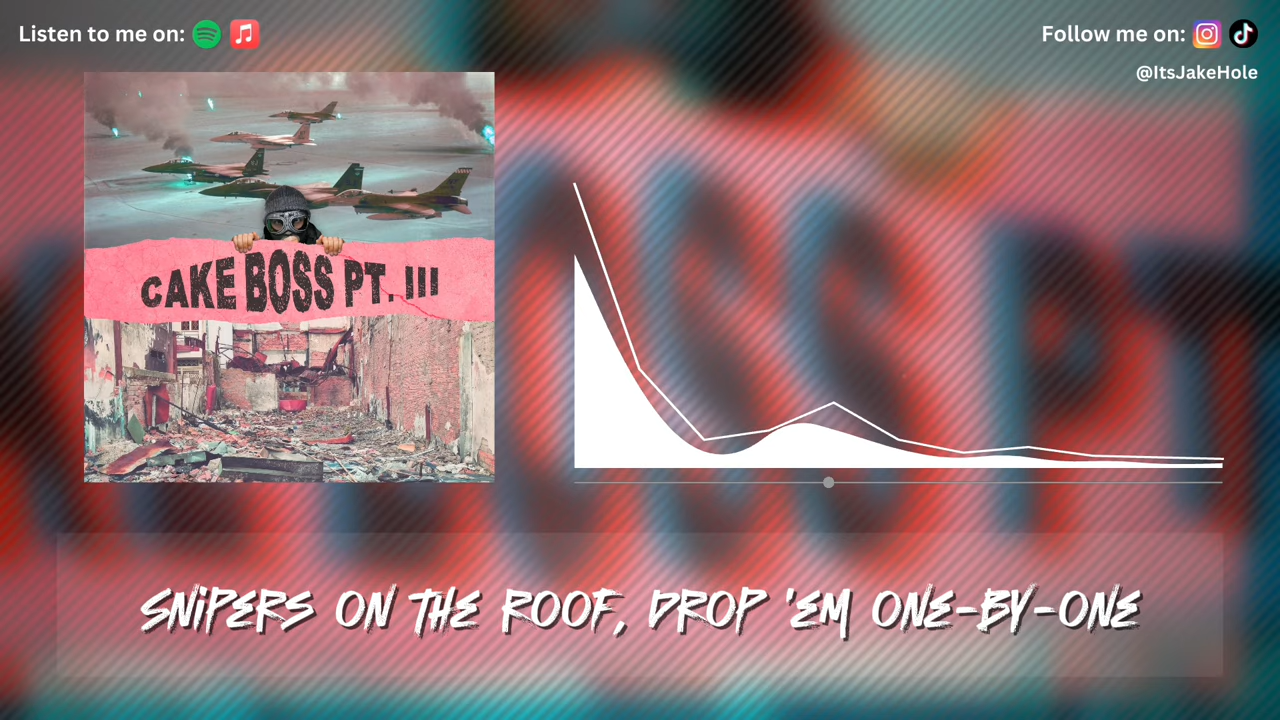 Listen to me on:
Follow me on:
@ItsJakeHole
CAKE BOSS PT. III
SNIPERS ON THE ROOF, DROP 'EM ONE-BY-ONE